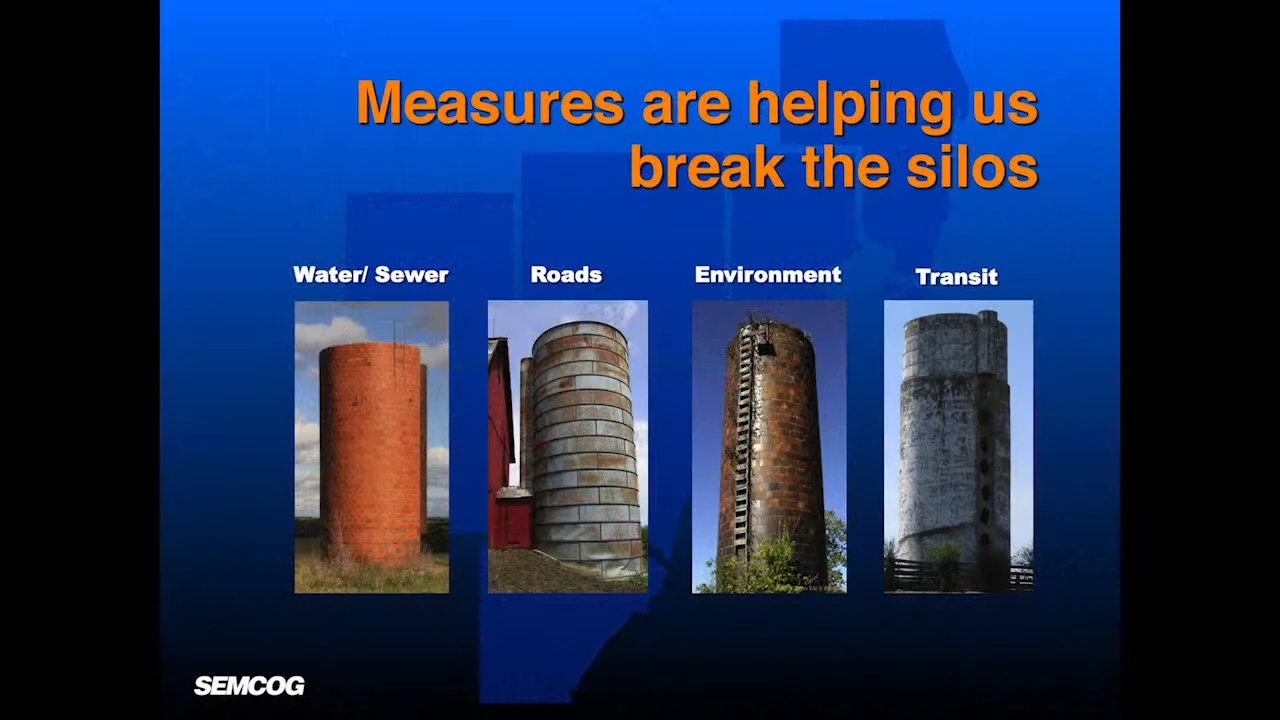 Measures are helping us
break the silos
Water/ Sewer
Roads
Environment
Transit
SEMCOG